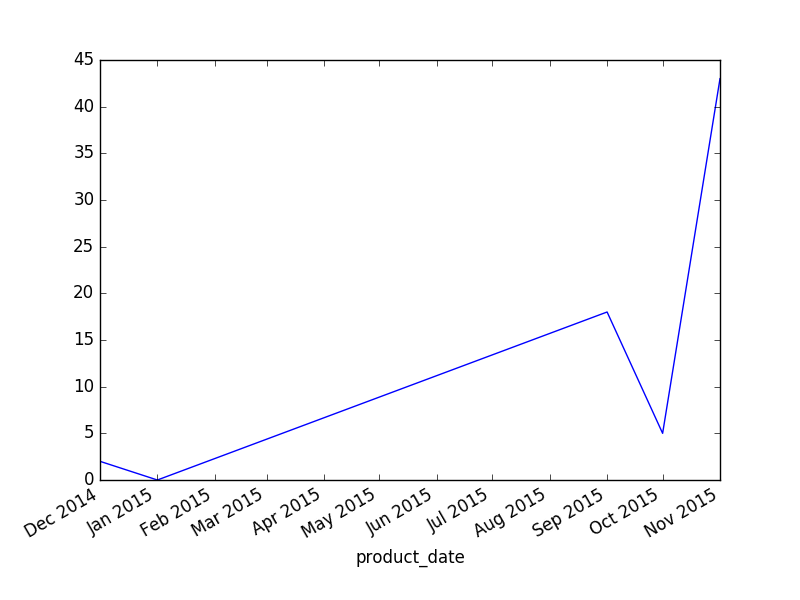 45
40
35
30
25
20
15
10
5
0
Dec 2014
Jan 2015
Feb 2015
Mar 2015
Apr 2015
May 2015
Jun 2015
Jul 2015
Aug 2015
Sep 2015
Oct 2015
Nov 2015
product_date